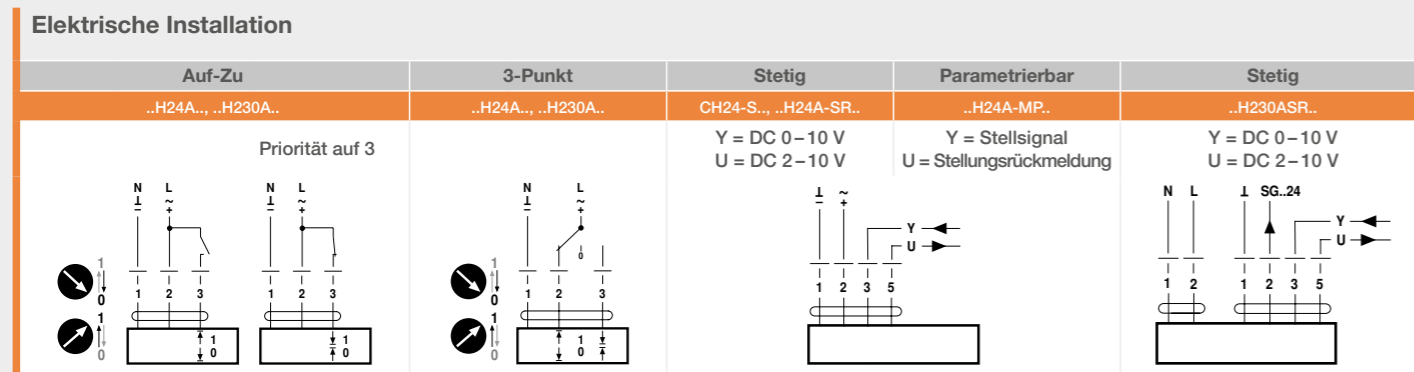 Elektrische Installation
Auf-Zu 3-Punkt Stetig Parametrierbar Stetig
..H24A.., ..H230A.. ..H24A.., ..H230A.. CH24-S.., ..H24A-SR.. ..H24A-MP.. ..H230ASR..
Priorität auf 3
Y = DC 0–10 V
U = DC 2–10 V
Y = Stellsignal
U = Stellungsrückmeldung
Y = DC 0–10 V
U = DC 2–10 V
N L N L
⊥ ~ ⊥ ~
– + – +
1
0
1 2 3 1 2 3
1
0
1
0
1
0
N L
⊥ ~
– +
0
1
0
1 2 3
1
0
1
0
⊥ ~
– +
Y
U
1 2 3 5
N L ⊥ SG..24
Y
U
1 2 1 2 3 5